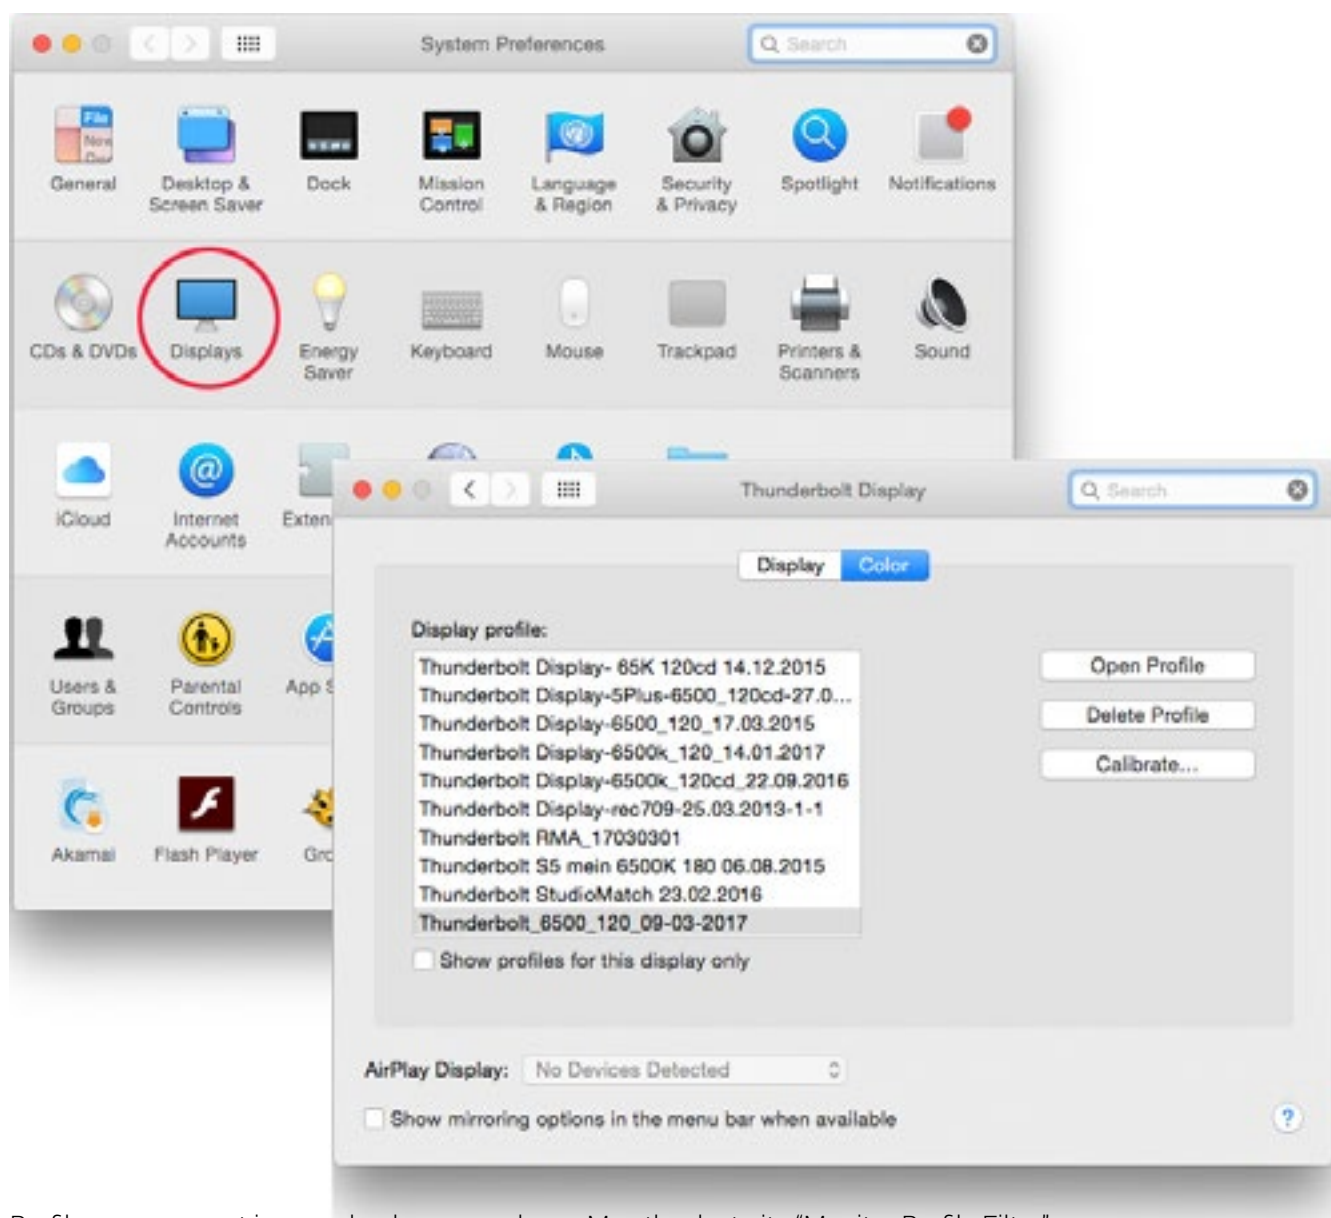 System Preferences
Search
File
New
General
Desktop &
Screen Saver
Dock
Mission
Control
Language
& Region
Security
& Privacy
Spotlight
Notifications
CDs & DVDs
Displays
Energy
Saver
Keyboard
Mouse
Trackpad
Printers &
Scanners
Sound
iCloud
Internet
Accounts
Exten
Users &
Groups
Parental
Controls
App S
Akamai
Flash Player
Gro
Thunderbolt Display
Search
Display
Color
Display profile:
Thunderbolt Display- 65K 120cd 14.12.2015
Thunderbolt Display-5Plus-6500_120cd-27.0...
Thunderbolt Display-6500_120_17.03.2015
Thunderbolt Display-6500k_120_14.01.2017
Thunderbolt Display-6500k_120cd_22.09.2016
Thunderbolt Display-rec709-25.03.2013-1-1
Thunderbolt RMA_17030301
Thunderbolt S5 mein 6500K 180 06.08.2015
Thunderbolt StudioMatch 23.02.2016
Thunderbolt_6500_120_09-03-2017
Show profiles for this display only
Open Profile
Delete Profile
Calibrate...
AirPlay Display:
No Devices Detected
Show mirroring options in the menu bar when available
?